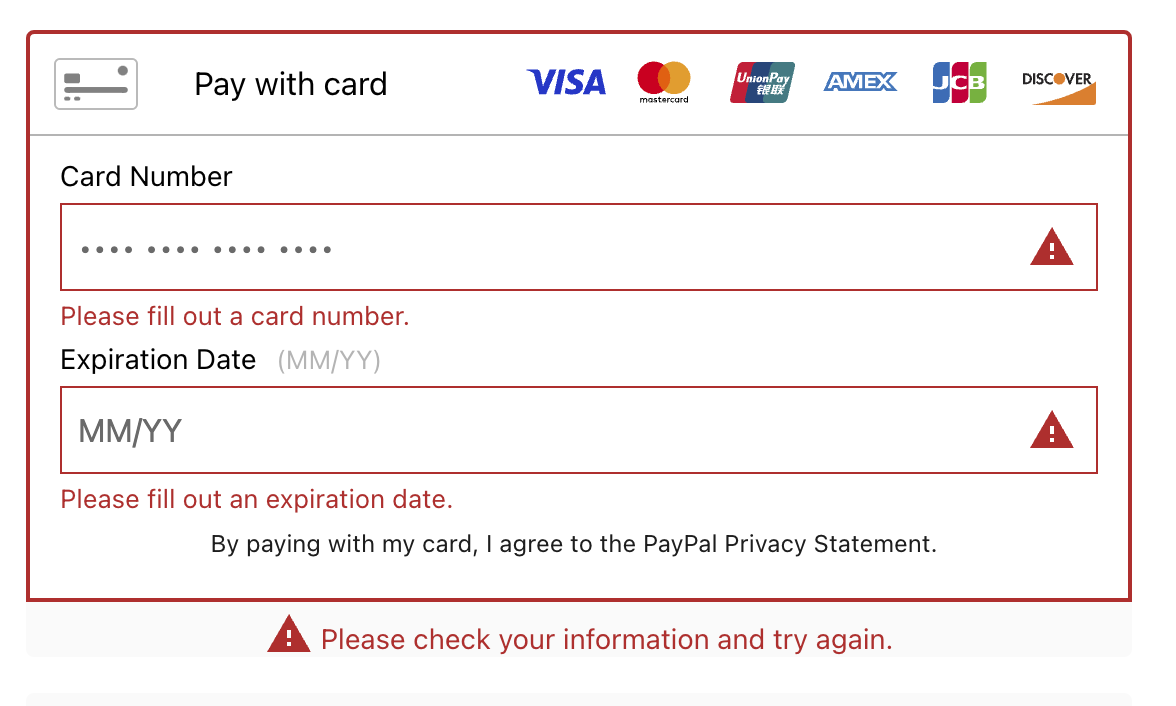 Pay with card VISA mastercard UnionPay 银联 AMEX JCB DISCOVER
Card Number
•••• •••• •••• ••••
Please fill out a card number.
Expiration Date (MM/YY)
MM/YY
Please fill out an expiration date.
By paying with my card, I agree to the PayPal Privacy Statement.
Please check your information and try again.